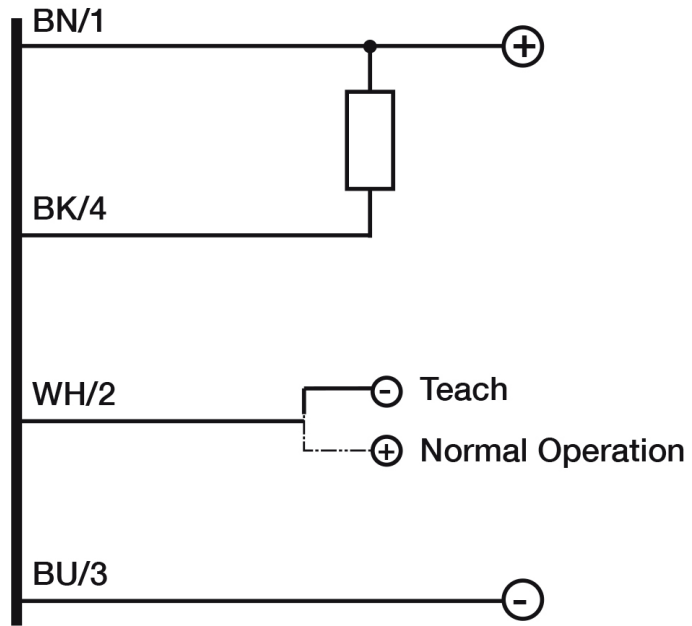 BN/1
+
BK/4
WH/2
- Teach
+ Normal Operation
BU/3
-